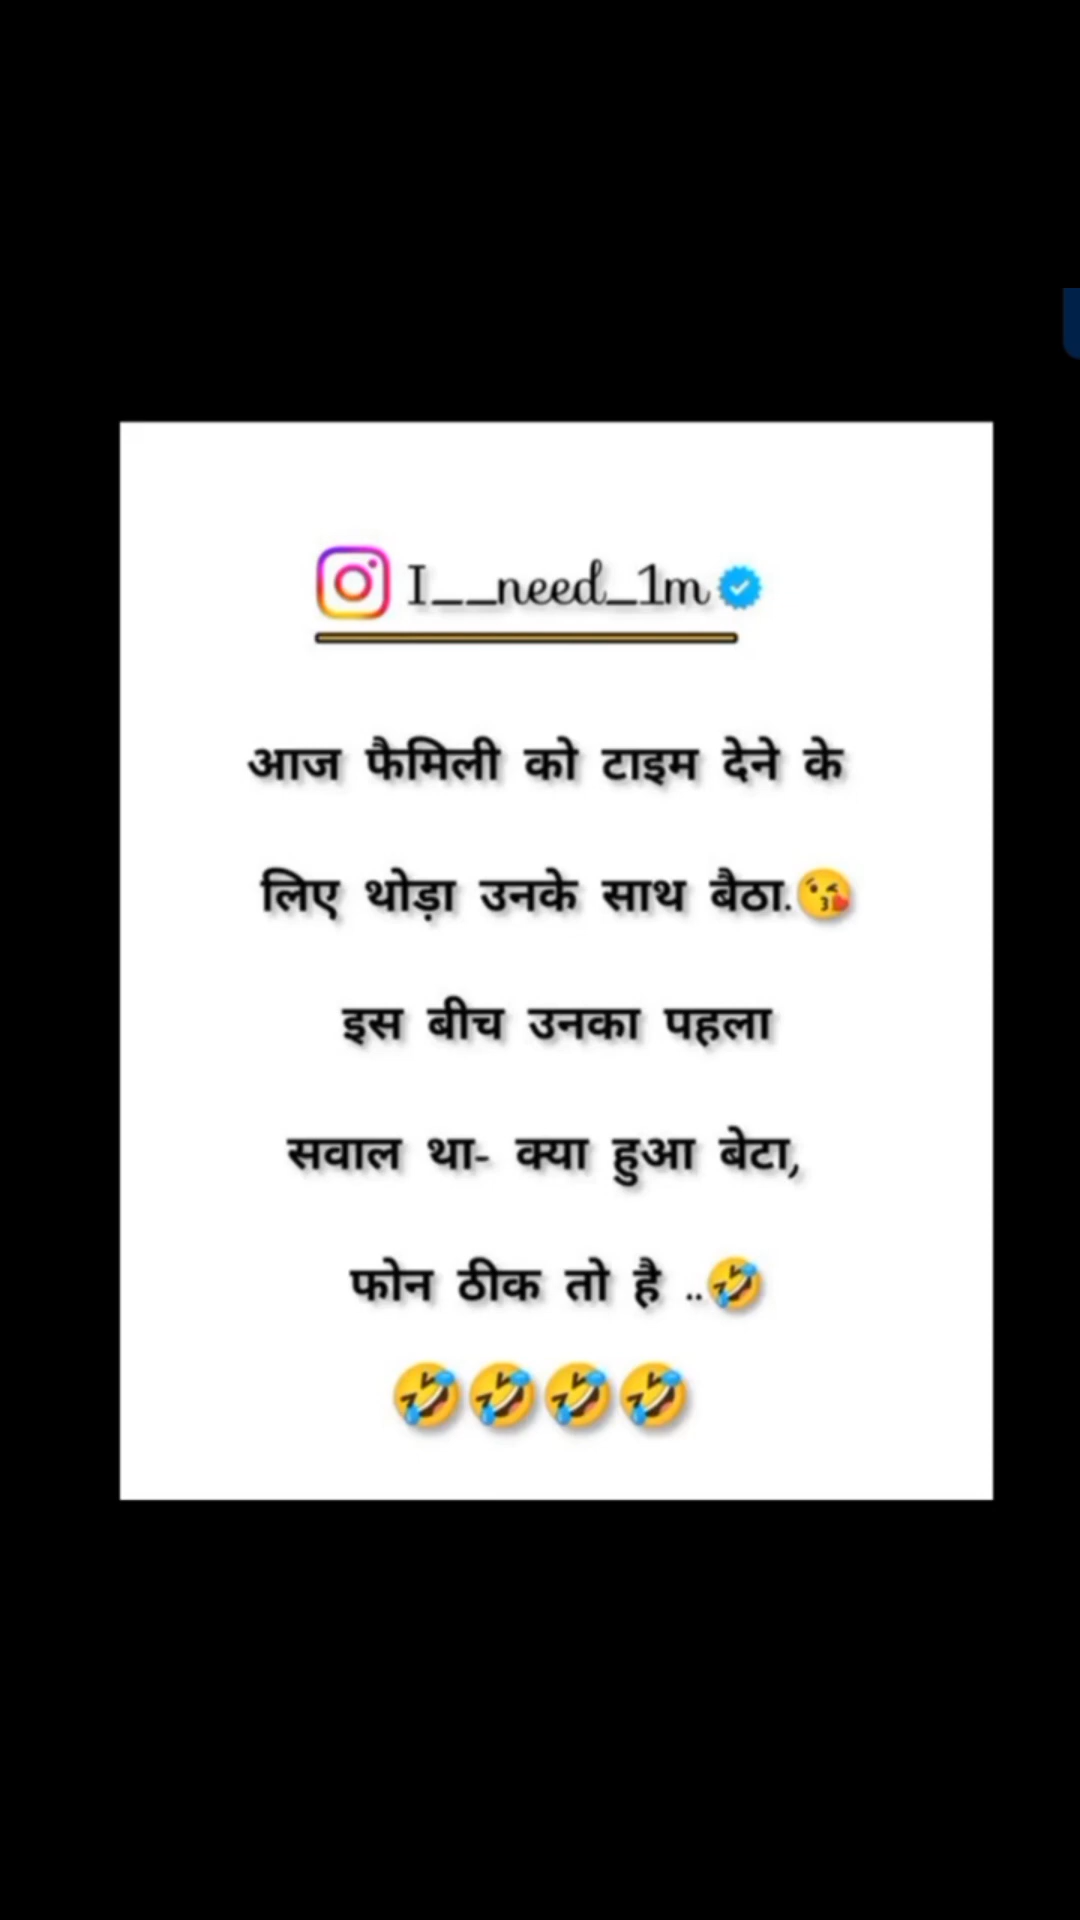 I__need_1m
आज फैमिली को टाइम देने के
लिए थोड़ा उनके साथ बैठा.😘
इस बीच उनका पहला
सवाल था- क्या हुआ बेटा,
फोन ठीक तो है ..🤣
🤣🤣🤣🤣